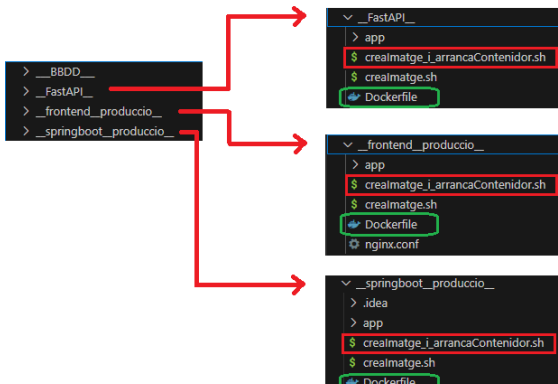 ___BBDD___
__FastAPI__
__frontend__produccio__
__springboot__produccio__
__FastAPI__
app
creaImatge_i_arrancaContenidor.sh
creaImatge.sh
Dockerfile
__frontend__produccio__
app
creaImatge_i_arrancaContenidor.sh
creaImatge.sh
Dockerfile
nginx.conf
__springboot__produccio__
.idea
app
creaImatge_i_arrancaContenidor.sh
creaImatge.sh
Dockerfile